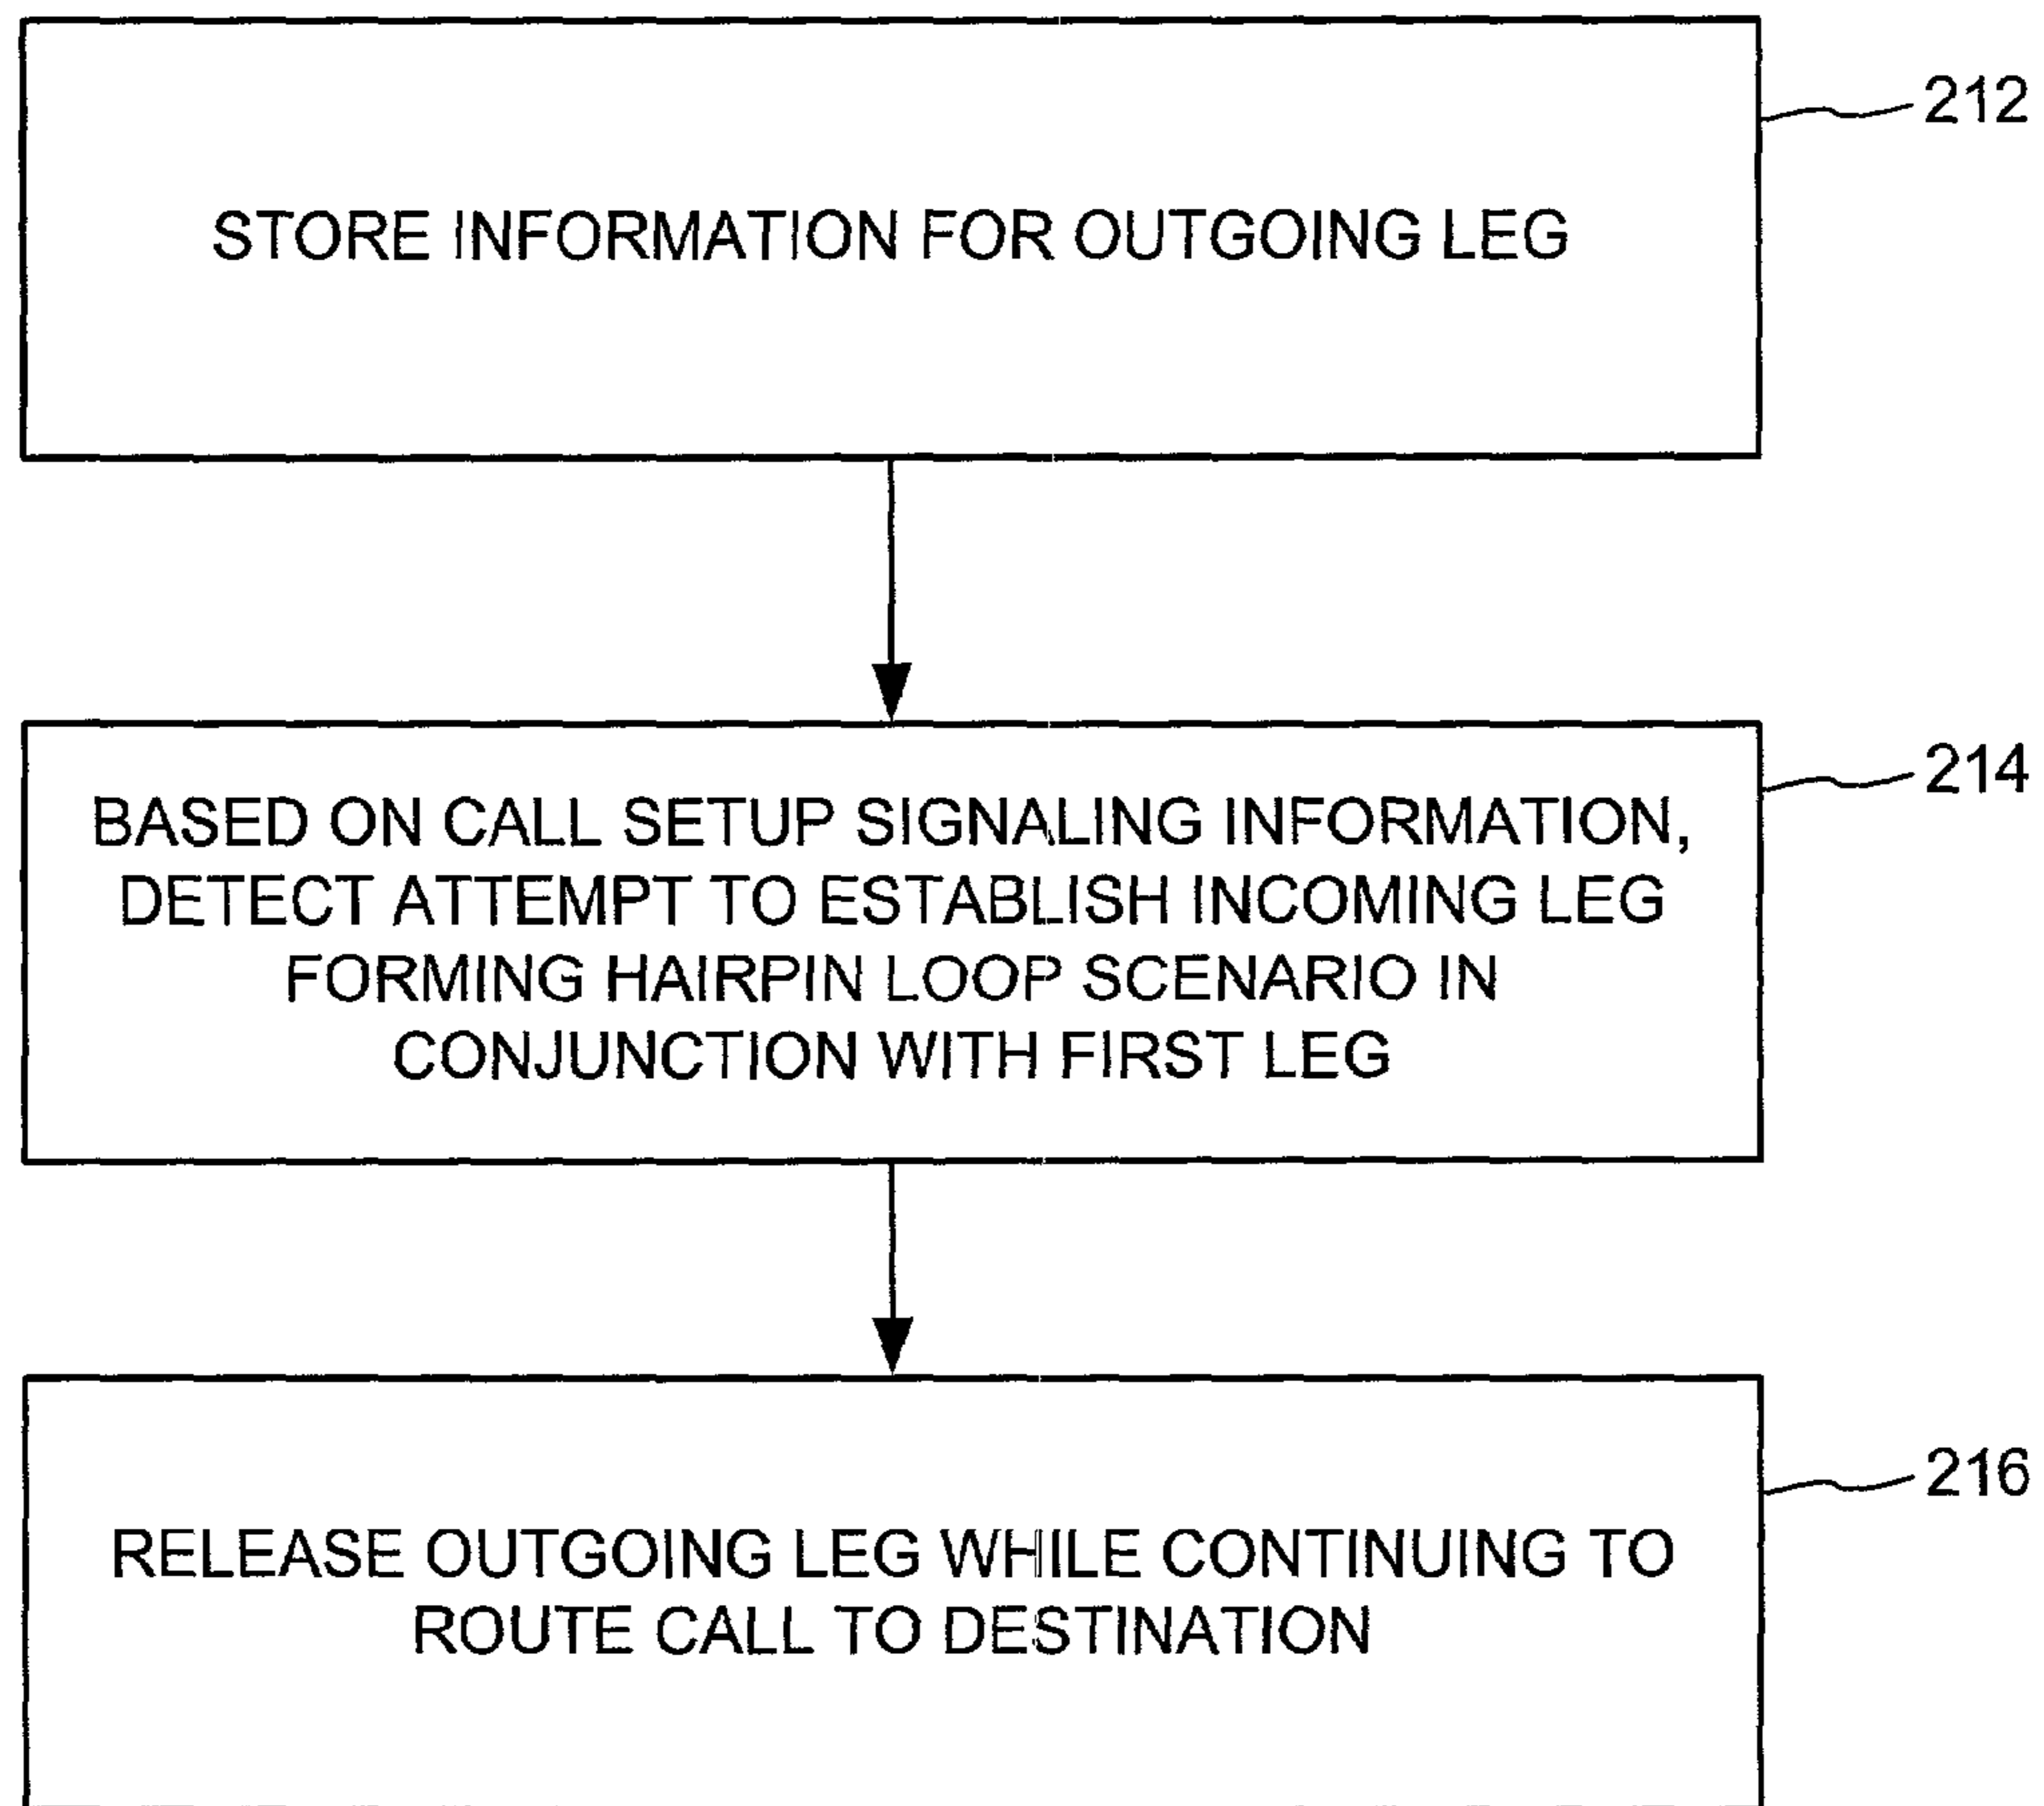 212
STORE INFORMATION FOR OUTGOING LEG
214
BASED ON CALL SETUP SIGNALING INFORMATION,
DETECT ATTEMPT TO ESTABLISH INCOMING LEG
FORMING HAIRPIN LOOP SCENARIO IN
CONJUNCTION WITH FIRST LEG
216
RELEASE OUTGOING LEG WHILE CONTINUING TO
ROUTE CALL TO DESTINATION